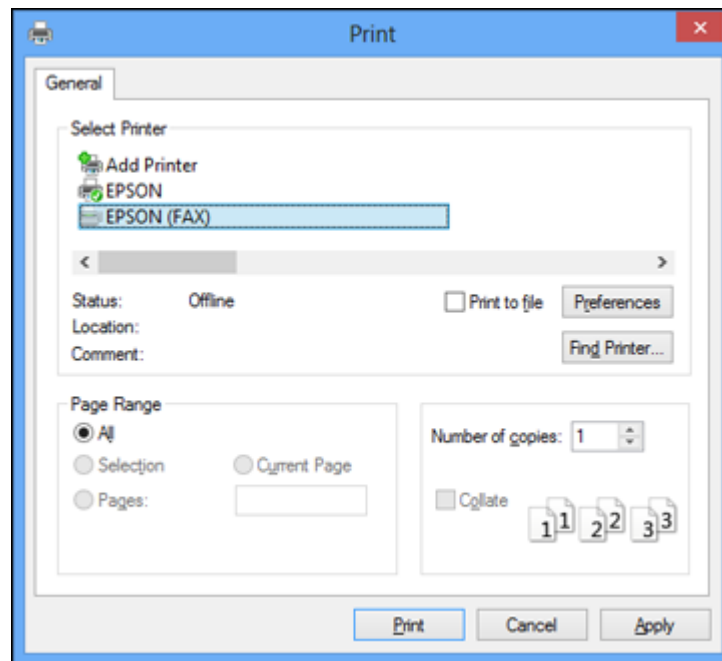 Print
General
Select Printer
Add Printer
EPSON
EPSON (FAX)
Status: Offline
Print to file
Preferences
Location:
Comment:
Find Printer...
Page Range
All
Selection
Current Page
Pages:
Number of copies: 1
Collate
1 1 2 2 3 3
Print
Cancel
Apply